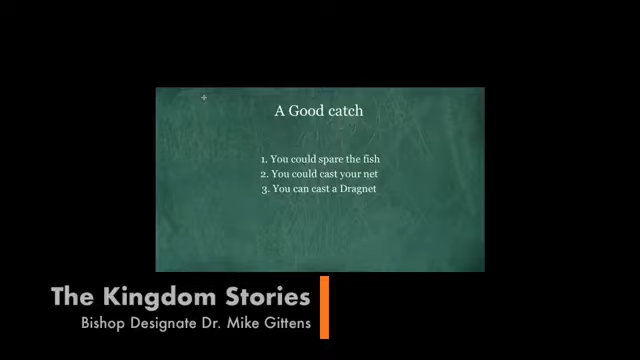 A Good catch
1. You could spare the fish
2. You could cast your net
3. You can cast a Dragnet
The Kingdom Stories
Bishop Designate Dr. Mike Gittens